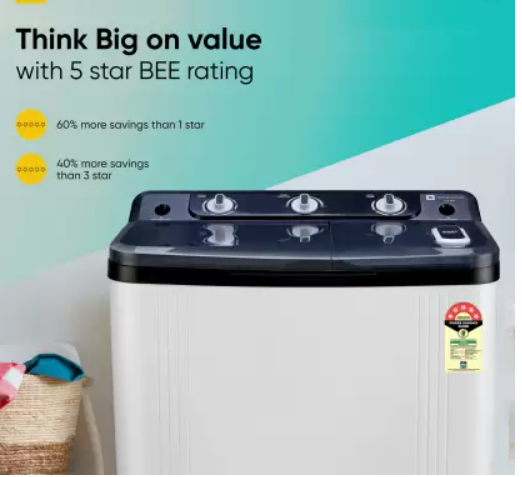 Think Big on value
with 5 star BEE rating
60% more savings than 1 star
40% more savings
than 3 star